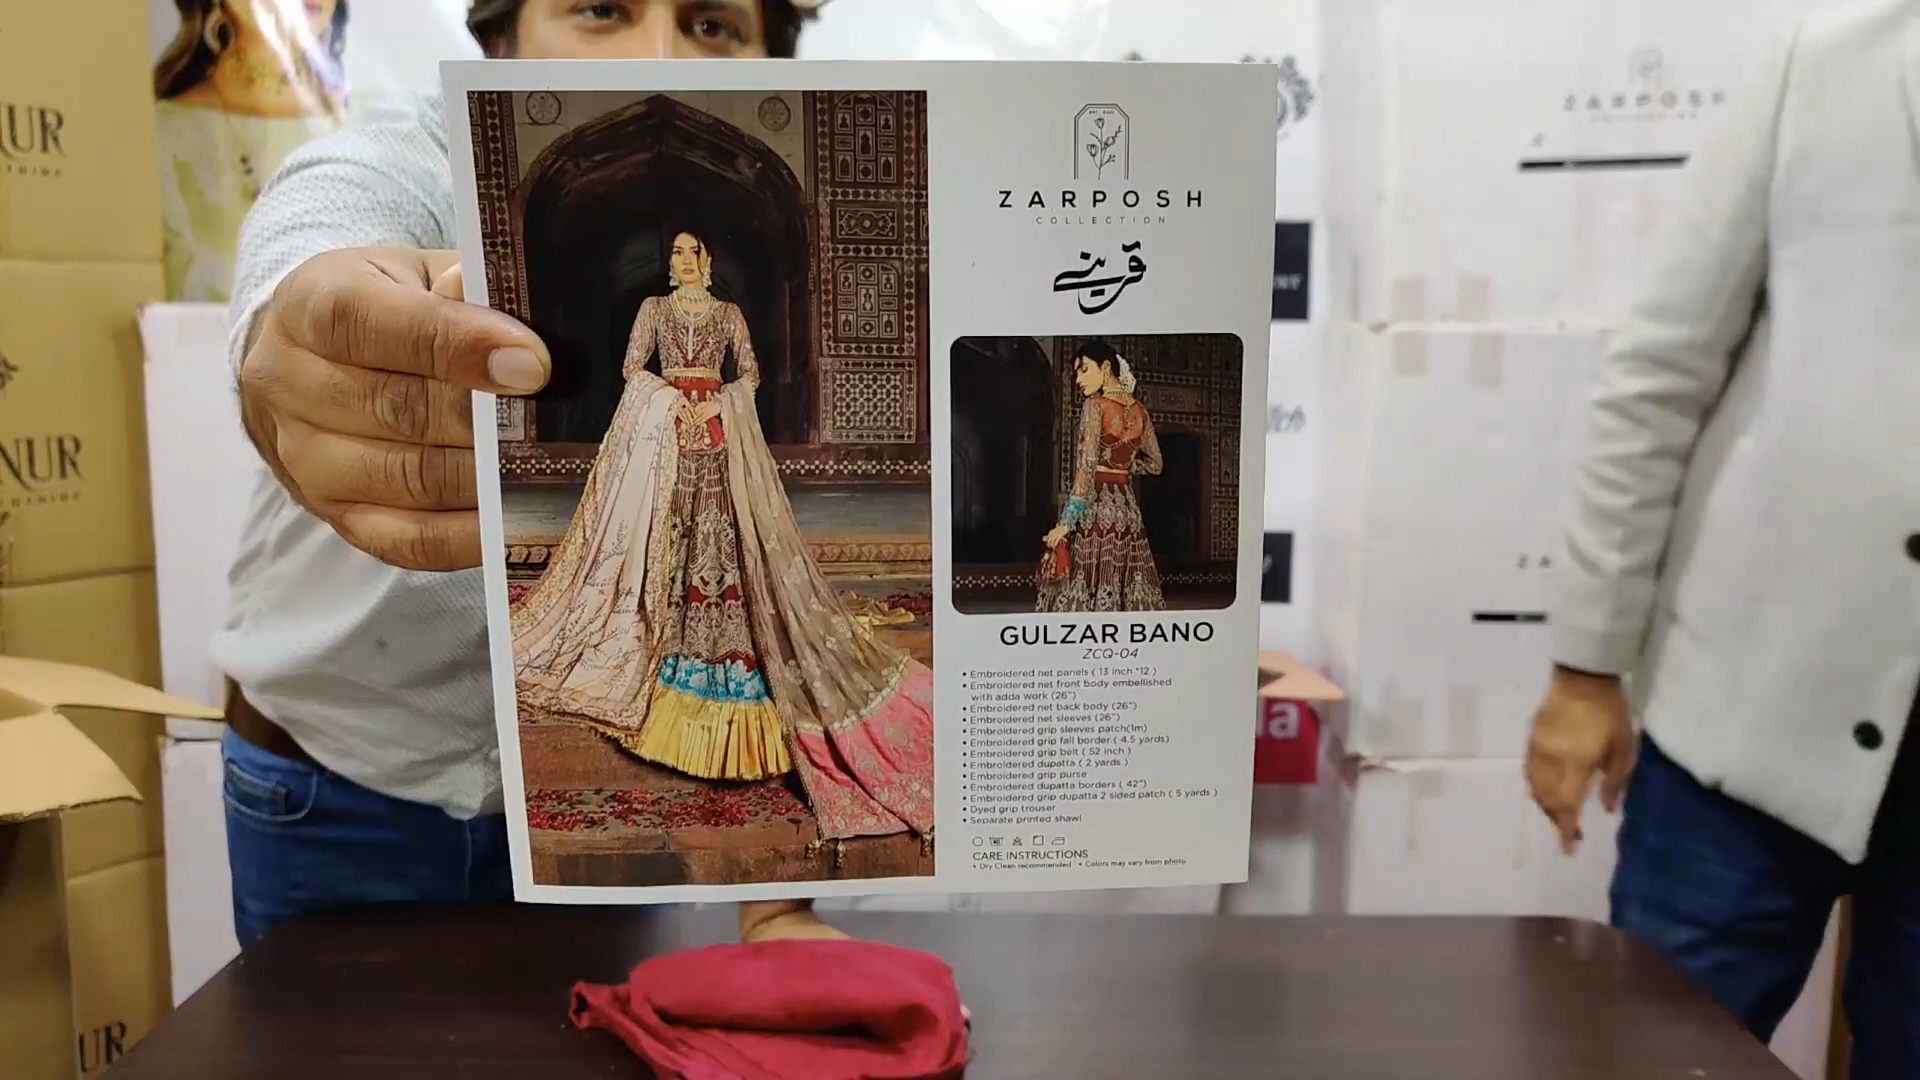 ZARPOSH
COLLECTION
قرینے
GULZAR BANO
ZCQ-04
• Embroidered net panels ( 13 inch *12 )
• Embroidered net front body embellished
with adda work (26")
• Embroidered net back body (26")
• Embroidered net sleeves (26")
• Embroidered grip sleeves patch(1m)
• Embroidered grip fall border ( 4.5 yards)
• Embroidered grip belt ( 52 inch )
• Embroidered dupatta ( 2 yards )
• Embroidered grip purse
• Embroidered dupatta borders ( 42")
• Embroidered grip dupatta 2 sided patch ( 5 yards )
• Dyed grip trouser
• Separate printed shawl
CARE INSTRUCTIONS
• Dry Clean recommended • Colors may vary from photo
ZARPOSH
COLLECTION
UR
NUR
UR